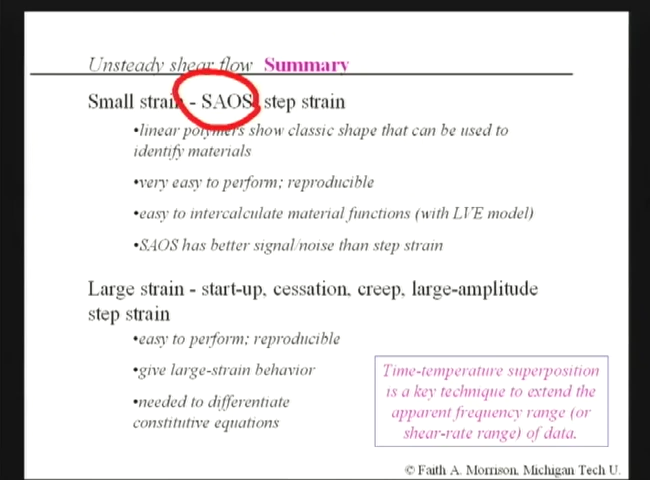 Unsteady shear flow Summary
Small strain - SAOS, step strain
•linear polymers show classic shape that can be used to
identify materials
•very easy to perform; reproducible
•easy to intercalculate material functions (with LVE model)
•SAOS has better signal/noise than step strain
Large strain - start-up, cessation, creep, large-amplitude
step strain
•easy to perform; reproducible
•give large-strain behavior
•needed to differentiate
constitutive equations
Time-temperature superposition
is a key technique to extend the
apparent frequency range (or
shear-rate range) of data.
© Faith A. Morrison, Michigan Tech U.